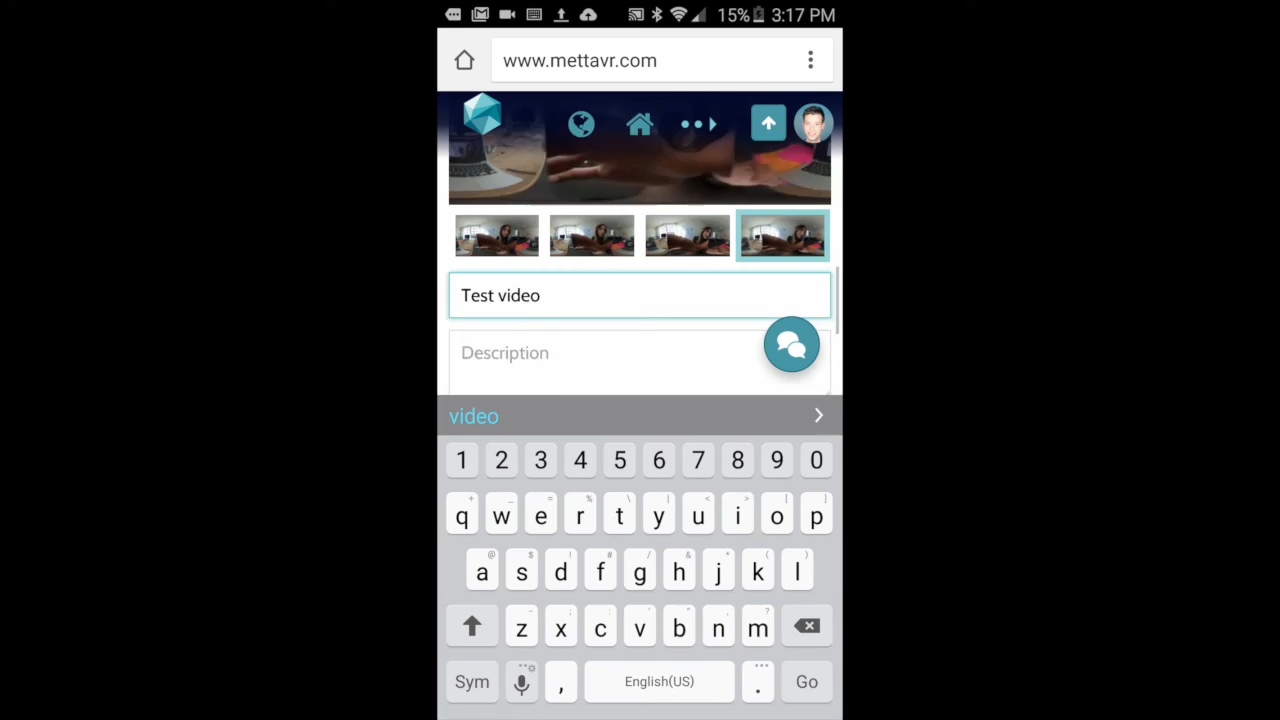 15% 3:17 PM
www.mettavr.com
Test video
Description
video
1 2 3 4 5 6 7 8 9 0
+ _ = % \ | < > [ ]
q w e r t y u i o p
@ $ ! # / & * ( )
a s d f g h j k l
- ; : ' " , ?
z x c v b n m
Sym , English(US) . Go